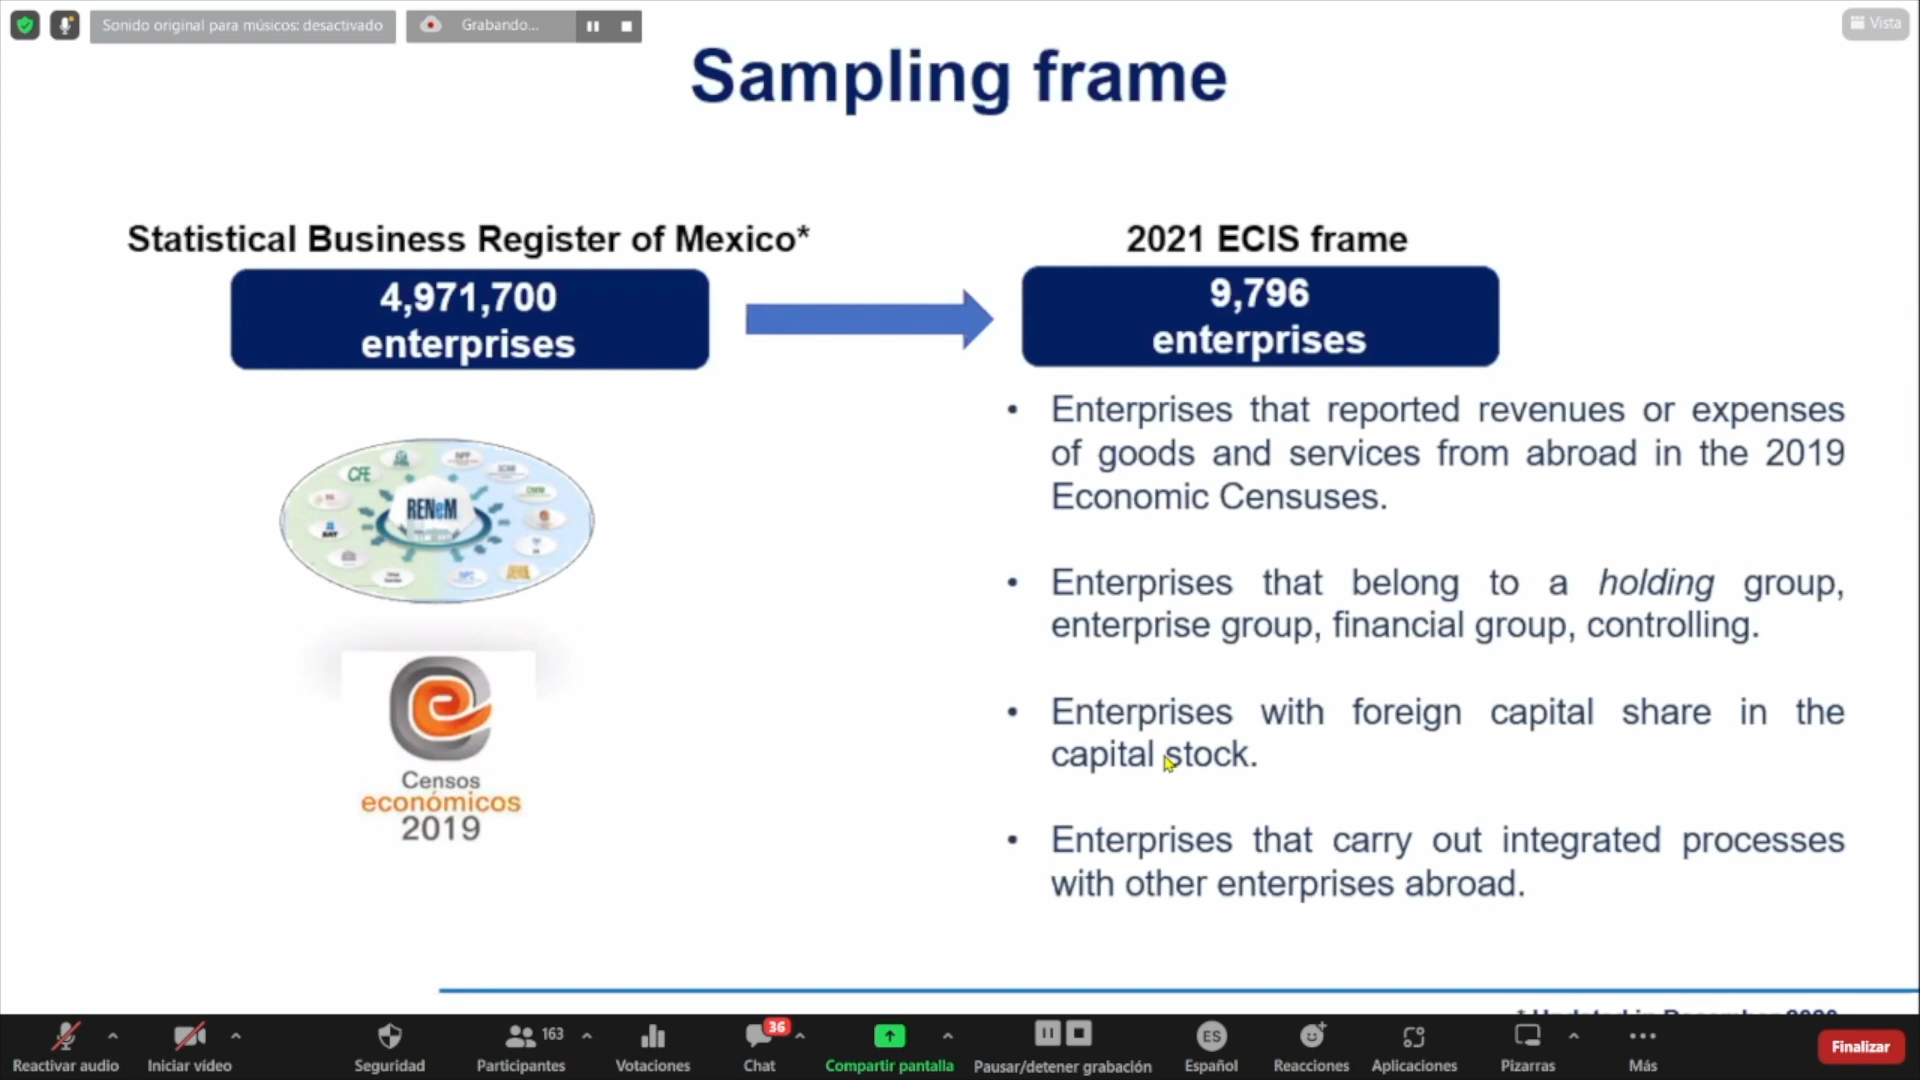 Sonido original para músicos: desactivado
Grabando...
Vista
Sampling frame
Statistical Business Register of Mexico*
4,971,700
enterprises
2021 ECIS frame
9,796
enterprises
• Enterprises that reported revenues or expenses
of goods and services from abroad in the 2019
Economic Censuses.
• Enterprises that belong to a holding group,
enterprise group, financial group, controlling.
• Enterprises with foreign capital share in the
capital stock.
• Enterprises that carry out integrated processes
with other enterprises abroad.
CFE
RENeM
SAT
Censos
económicos
2019
Reactivar audio
Iniciar vídeo
Seguridad
163
Participantes
Votaciones
36
Chat
Compartir pantalla
Pausar/detener grabación
ES
Español
Reacciones
Aplicaciones
Pizarras
Más
Finalizar